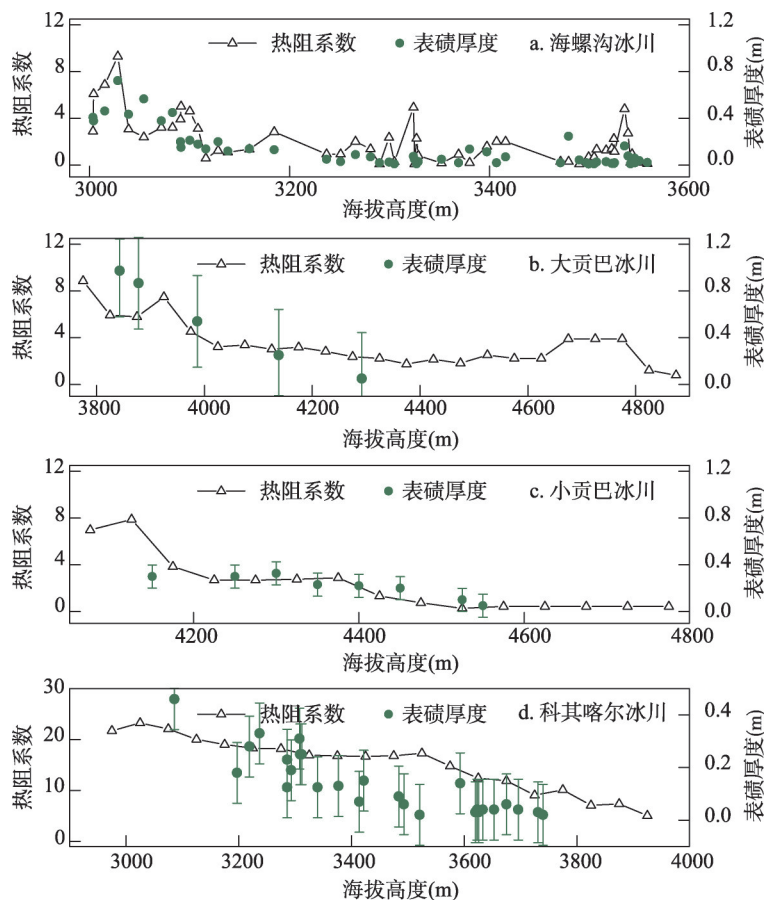 12
8
4
0
热阻系数
热阻系数
表碛厚度
a. 海螺沟冰川
1.2
0.8
0.4
0.0
表碛厚度(m)
3000
3200
3400
3600
海拔高度(m)
12
8
4
0
热阻系数
热阻系数
表碛厚度
b. 大贡巴冰川
1.2
0.8
0.4
0.0
表碛厚度(m)
3800
4000
4200
4400
4600
4800
海拔高度(m)
12
8
4
0
热阻系数
热阻系数
表碛厚度
c. 小贡巴冰川
1.2
0.8
0.4
0.0
表碛厚度(m)
4200
4400
4600
4800
海拔高度(m)
30
20
10
0
热阻系数
热阻系数
表碛厚度
d. 科其喀尔冰川
0.4
0.2
0.0
表碛厚度(m)
3000
3200
3400
3600
3800
4000
海拔高度(m)